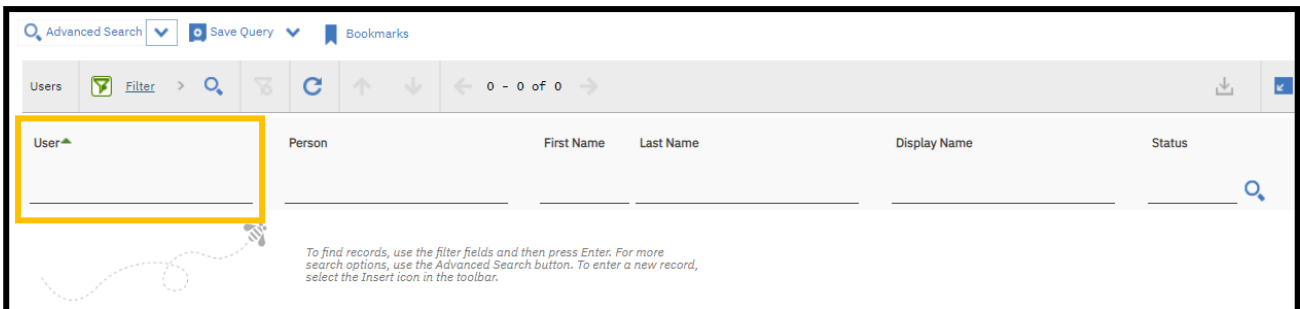 Advanced Search Save Query Bookmarks
Users Filter > 0 - 0 of 0
User Person First Name Last Name Display Name Status
To find records, use the filter fields and then press Enter. For more
search options, use the Advanced Search button. To enter a new record,
select the Insert icon in the toolbar.